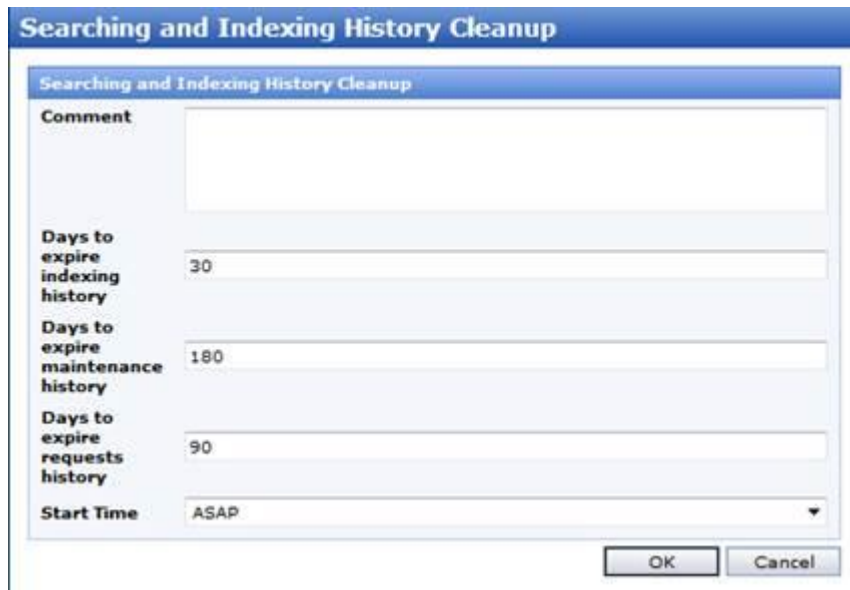 Searching and Indexing History Cleanup
Searching and Indexing History Cleanup
Comment
Days to
expire
indexing
history
30
Days to
expire
maintenance
history
180
Days to
expire
requests
history
90
Start Time ASAP
OK Cancel